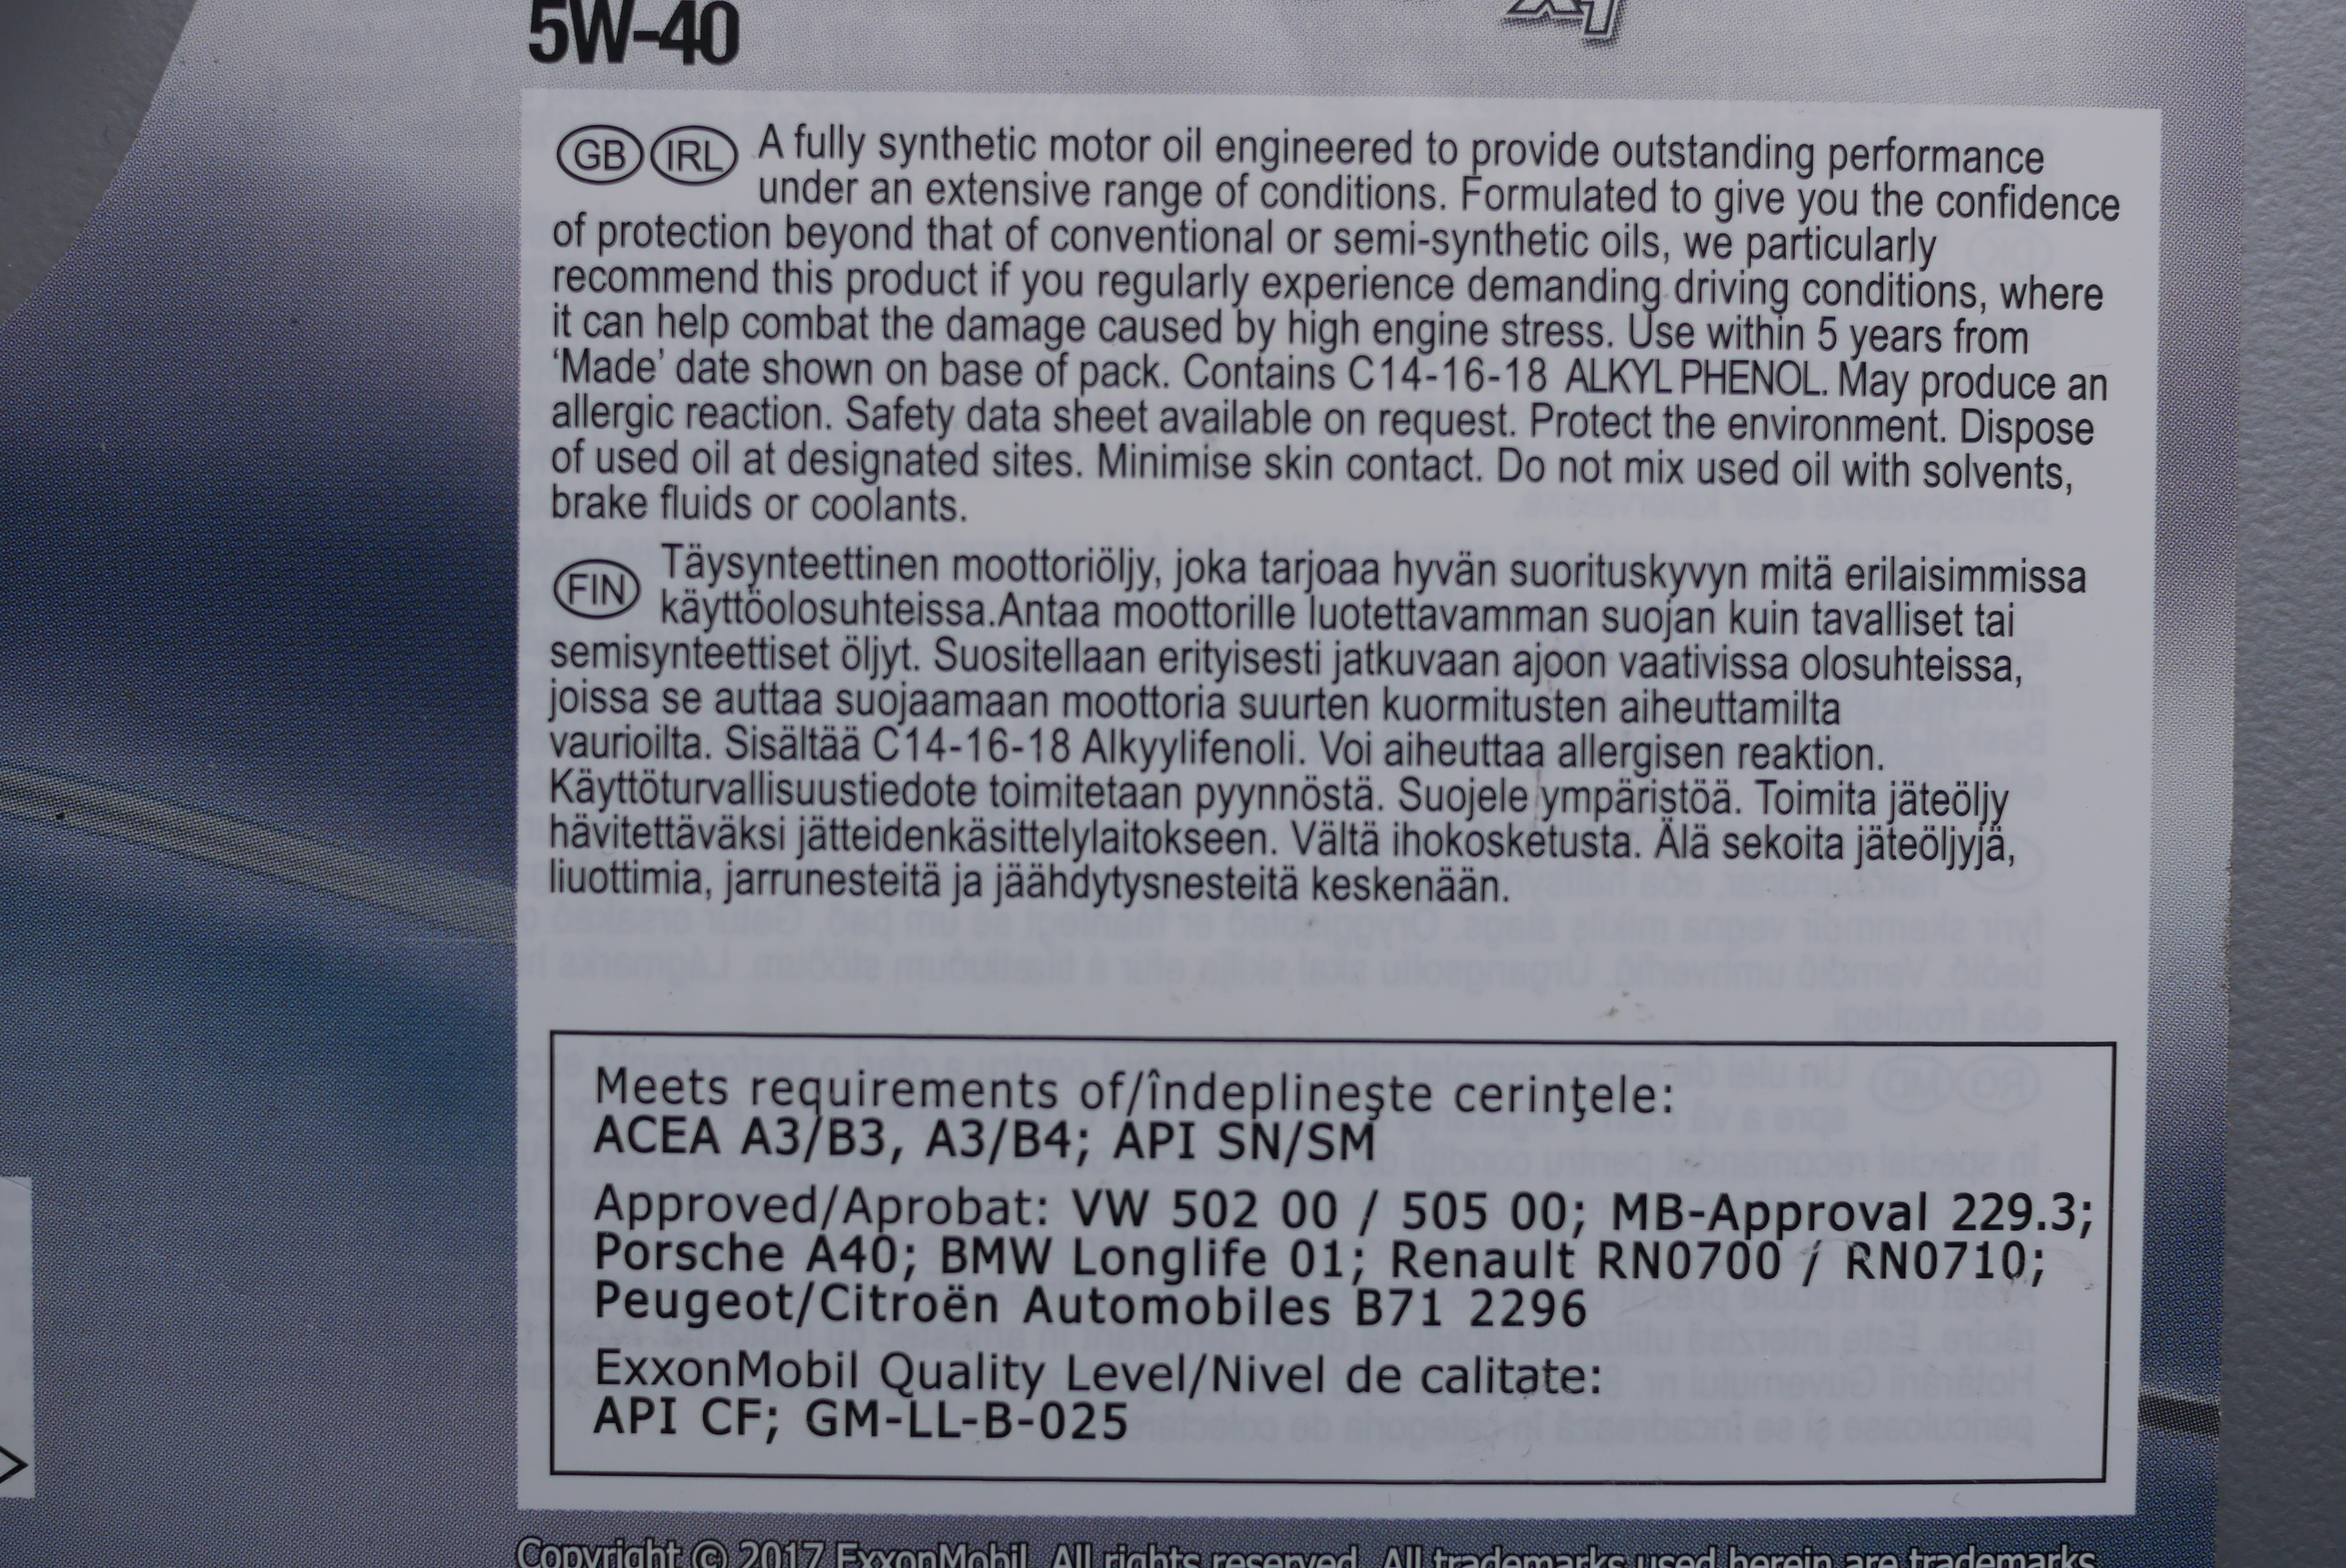 5W-40
GB IRL A fully synthetic motor oil engineered to provide outstanding performance
under an extensive range of conditions. Formulated to give you the confidence
of protection beyond that of conventional or semi-synthetic oils, we particularly
recommend this product if you regularly experience demanding driving conditions, where
it can help combat the damage caused by high engine stress. Use within 5 years from
‘Made’ date shown on base of pack. Contains C14-16-18 ALKYL PHENOL. May produce an
allergic reaction. Safety data sheet available on request. Protect the environment. Dispose
of used oil at designated sites. Minimise skin contact. Do not mix used oil with solvents,
brake fluids or coolants.
FIN Täysynteettinen moottoriöljy, joka tarjoaa hyvän suorituskyvyn mitä erilaisimmissa
käyttöolosuhteissa.Antaa moottorille luotettavamman suojan kuin tavalliset tai
semisynteettiset öljyt. Suositellaan erityisesti jatkuvaan ajoon vaativissa olosuhteissa,
joissa se auttaa suojaamaan moottoria suurten kuormitusten aiheuttamilta
vaurioilta. Sisältää C14-16-18 Alkyylifenoli. Voi aiheuttaa allergisen reaktion.
Käyttöturvallisuustiedote toimitetaan pyynnöstä. Suojele ympäristöä. Toimita jäteöljy
hävitettäväksi jätteidenkäsittelylaitokseen. Vältä ihokosketusta. Älä sekoita jäteöljyjä,
liuottimia, jarrunesteitä ja jäähdytysnesteitä keskenään.
Meets requirements of/îndeplineşte cerinţele:
ACEA A3/B3, A3/B4; API SN/SM
Approved/Aprobat: VW 502 00 / 505 00; MB-Approval 229.3;
Porsche A40; BMW Longlife 01; Renault RN0700 / RN0710;
Peugeot/Citroën Automobiles B71 2296
ExxonMobil Quality Level/Nivel de calitate:
API CF; GM-LL-B-025
Copyright © 2017 ExxonMobil. All rights reserved. All trademarks used herein are trademarks